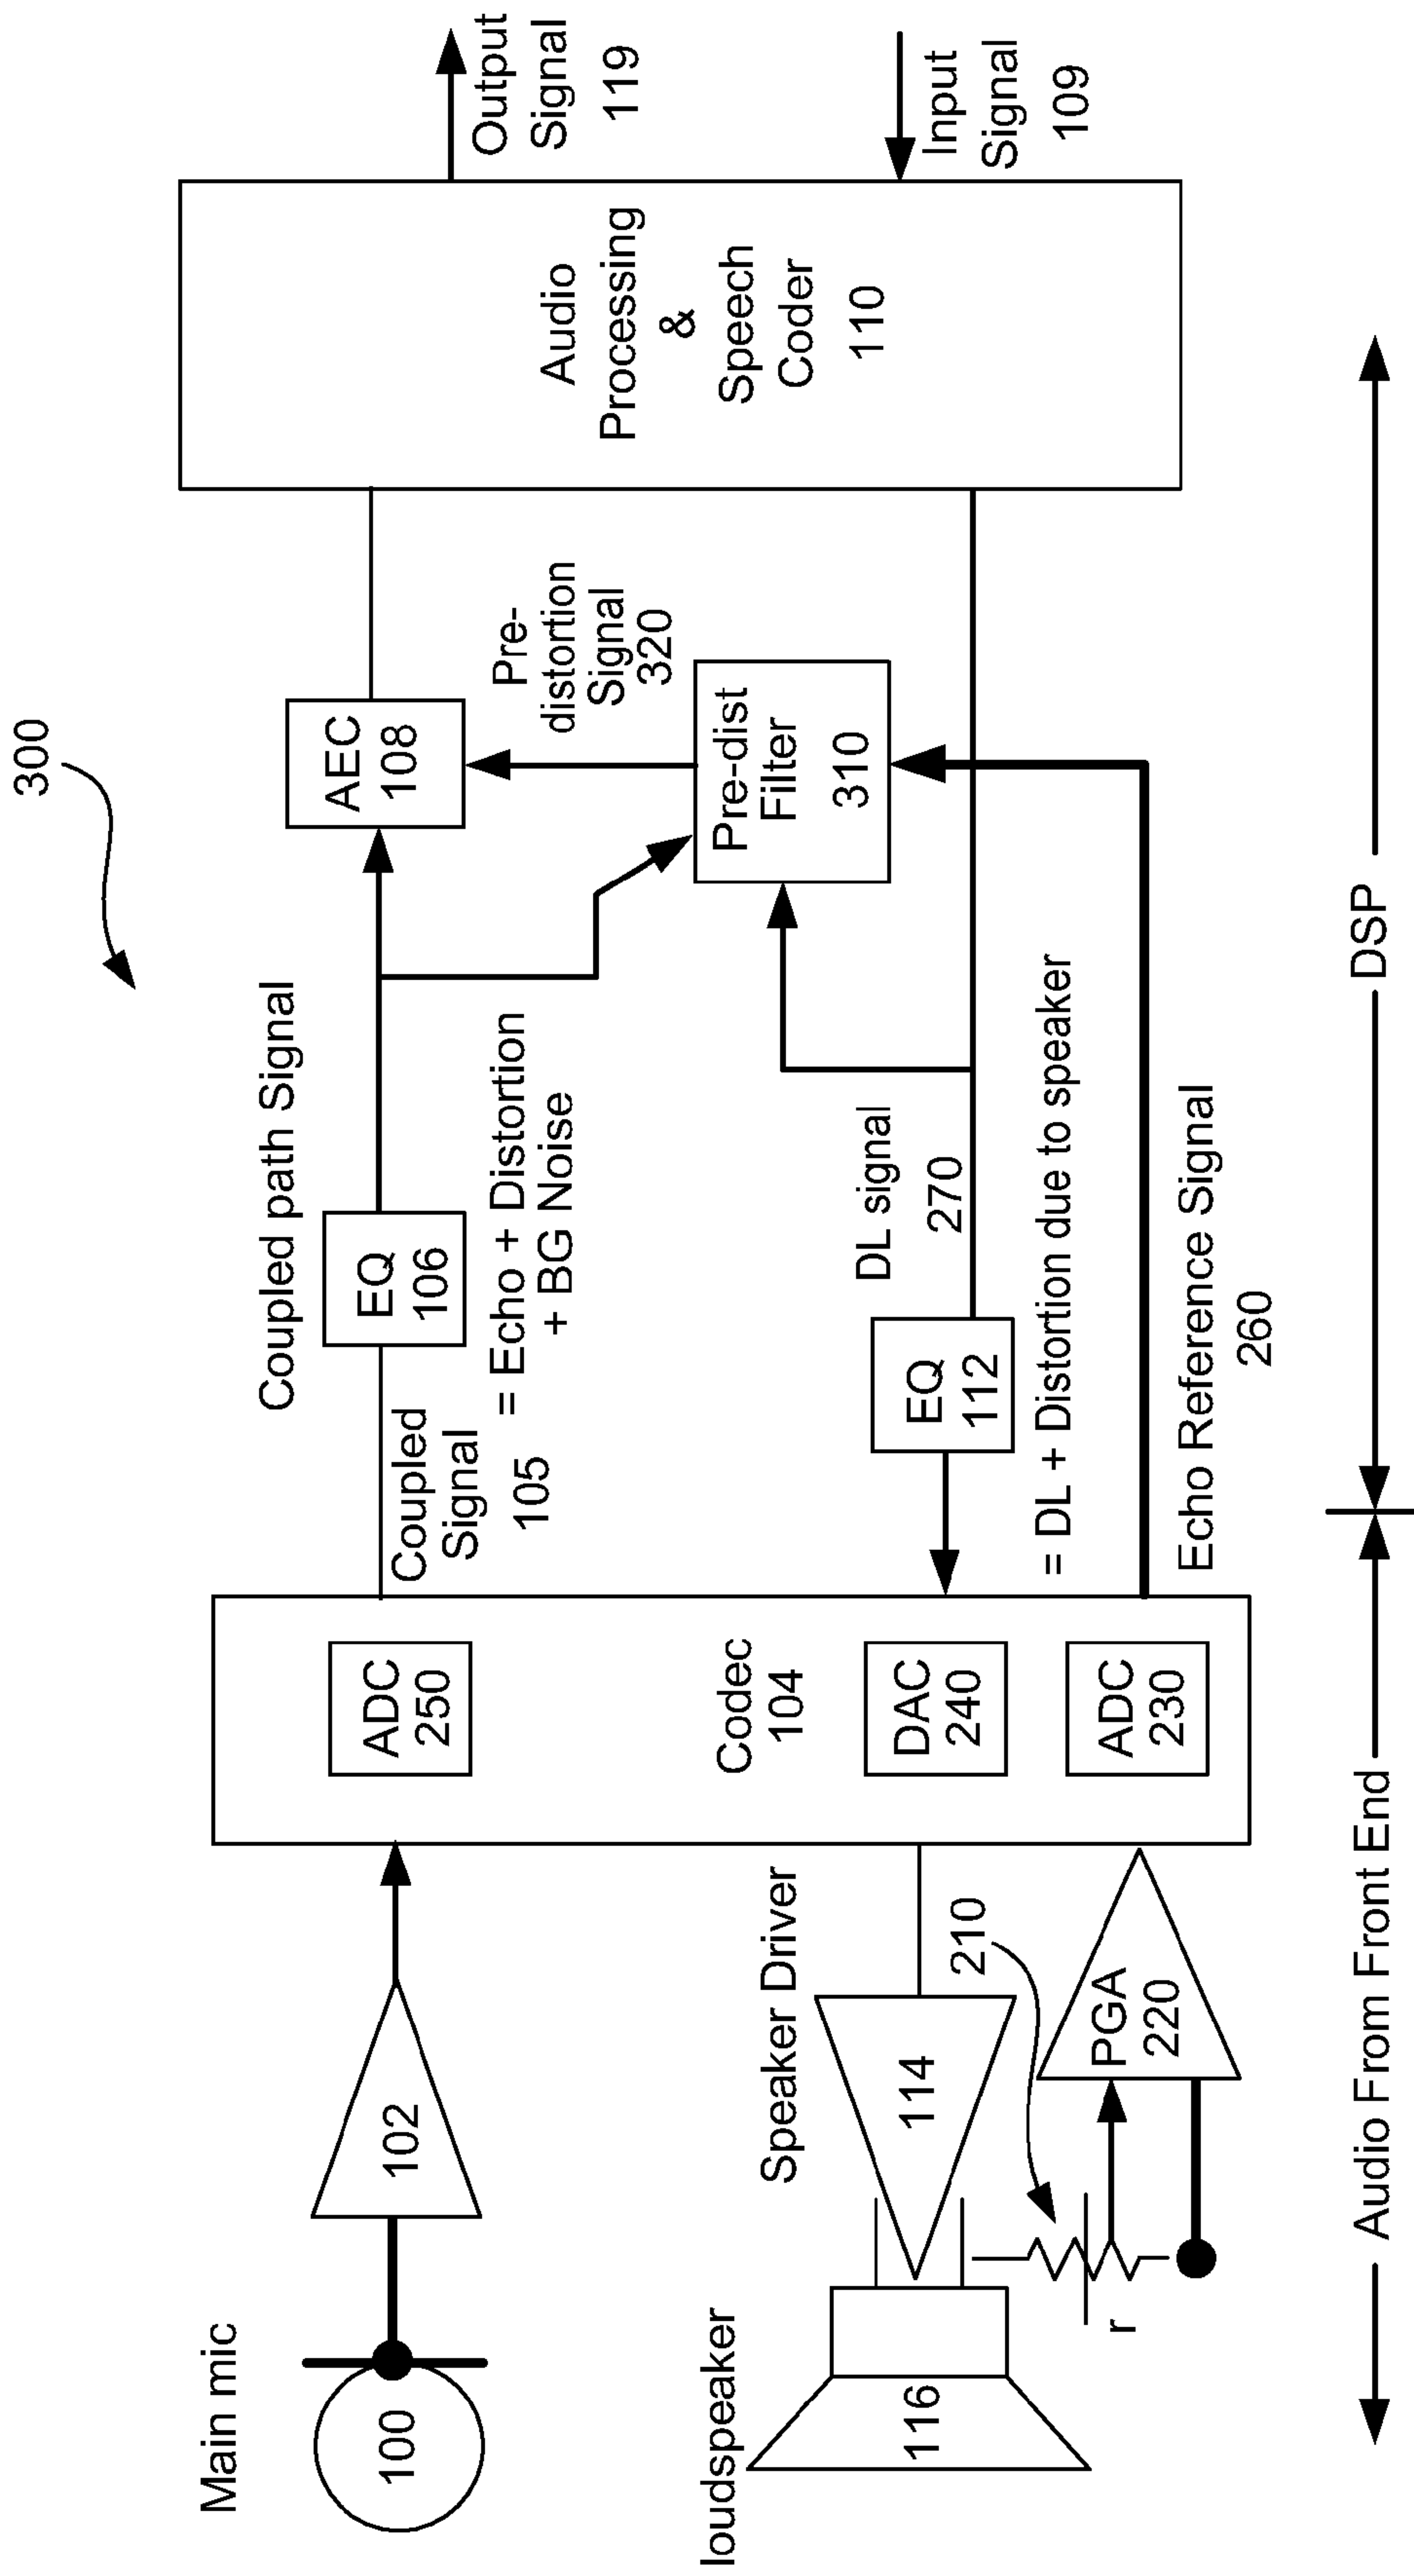 300
Main mic
100
102
ADC
250
Coupled
Signal
105
Coupled path Signal
EQ
106
= Echo + Distortion
+ BG Noise
AEC
108
Pre-
distortion
Signal
320
Pre-dist
Filter
310
Audio
Processing
&
Speech
Coder
110
Output
Signal
119
Input
Signal
109
Codec
104
DAC
240
ADC
230
DL signal
270
EQ
112
= DL + Distortion due to speaker
Echo Reference Signal
260
loudspeaker
116
Speaker Driver
114
210
r
PGA
220
Audio From Front End
DSP